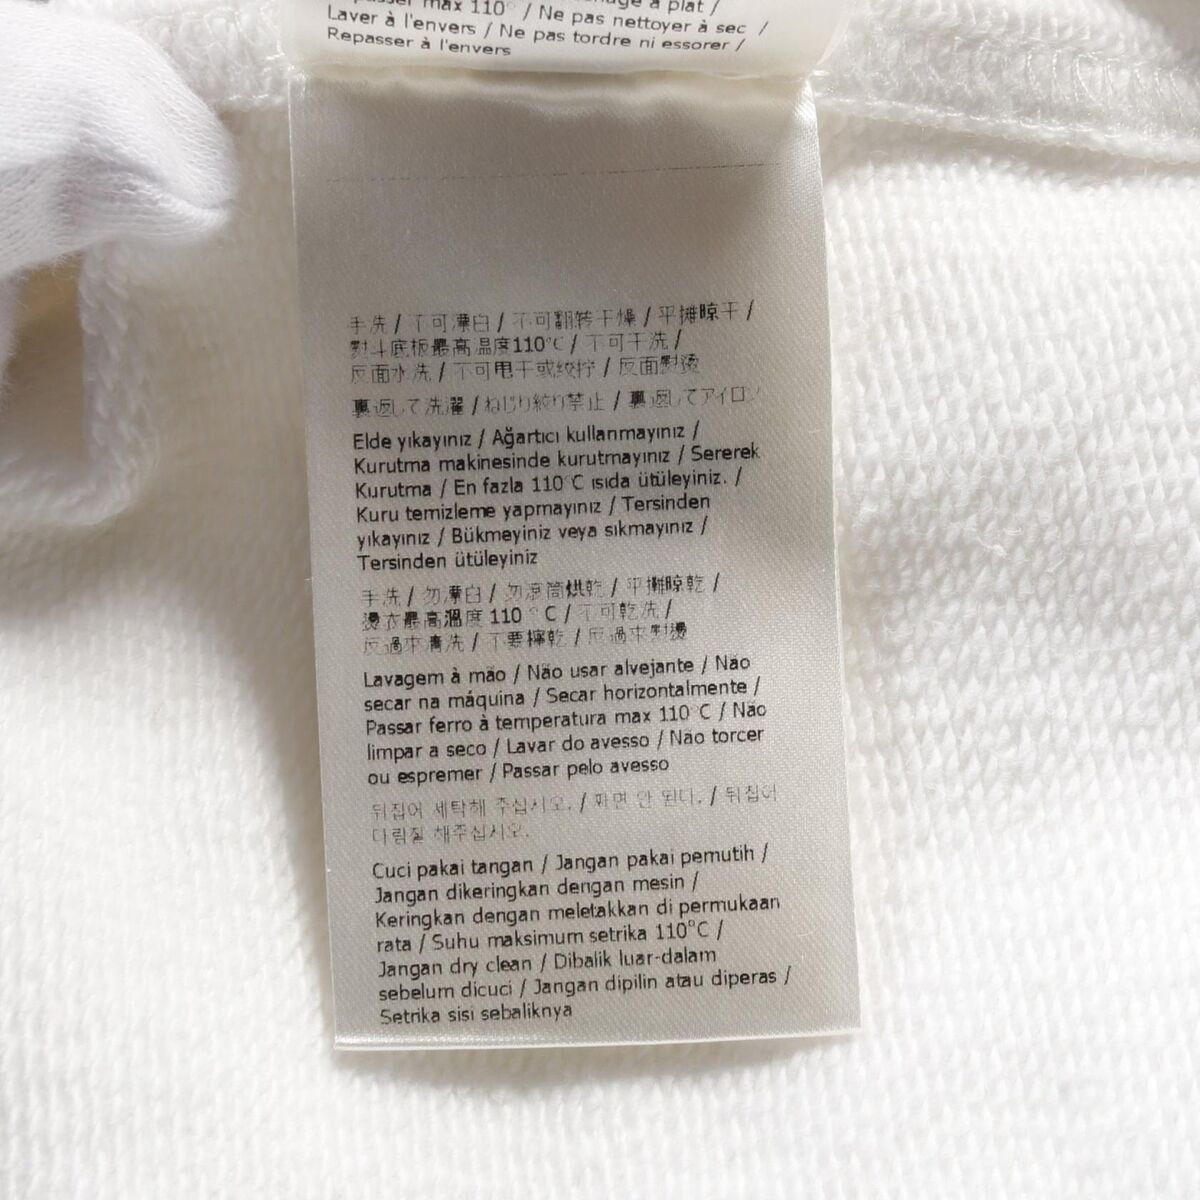 max 110° / Ne pas nettoyer à sec /
Laver à l'envers / Ne pas tordre ni essorer /
Repasser à l'envers
手洗 / 不可漂白 / 不可翻转干燥 / 平摊晾干 /
熨斗底板最高温度110°C / 不可干洗 /
反面水洗 / 不可甩干或绞拧 / 反面熨烫
裏返して洗濯 / ねじり絞り禁止 / 裏返してアイロン
Elde yıkayınız / Ağartıcı kullanmayınız /
Kurutma makinesinde kurutmayınız / Sererek
Kurutma / En fazla 110°C ısıda ütüleyiniz. /
Kuru temizleme yapmayınız / Tersinden
yıkayınız / Bükmeyiniz veya sıkmayınız /
Tersinden ütüleyiniz
手洗 / 勿漂白 / 勿滾筒烘乾 / 平攤晾乾 /
燙衣最高溫度 110 ° C / 不可乾洗 /
反過來清洗 / 不要擰乾 / 反過來熨燙
Lavagem à mão / Não usar alvejante / Não
secar na máquina / Secar horizontalmente /
Passar ferro à temperatura max 110°C / Não
limpar a seco / Lavar do avesso / Não torcer
ou espremer / Passar pelo avesso
뒤집어 세탁해 주십시오. / 짜면 안 된다. / 뒤집어
다림질 해주십시오.
Cuci pakai tangan / Jangan pakai pemutih /
Jangan dikeringkan dengan mesin /
Keringkan dengan meletakkan di permukaan
rata / Suhu maksimum setrika 110°C /
Jangan dry clean / Dibalik luar-dalam
sebelum dicuci / Jangan dipilin atau diperas /
Setrika sisi sebaliknya